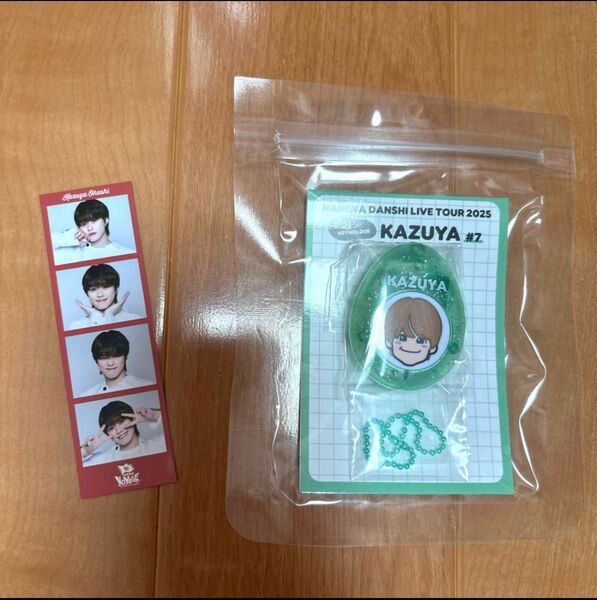 Kazuya Ohashi
NANIWA DANSHI LIVE TOUR 2025
KEYHOLDER
KAZUYA #7
KAZUYA